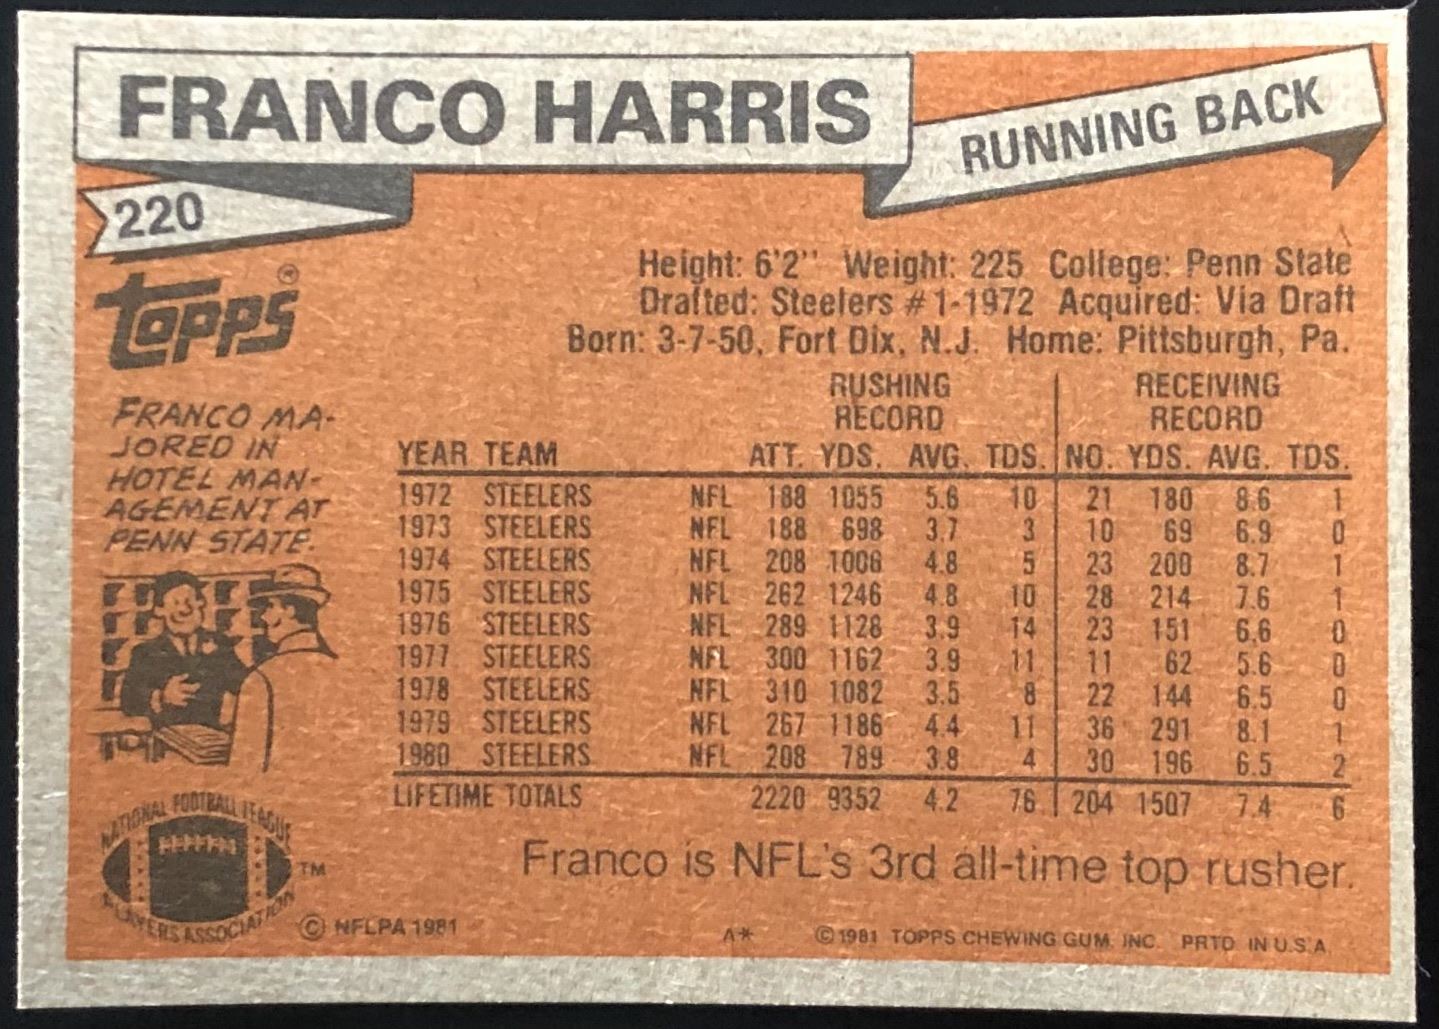 FRANCO HARRIS
RUNNING BACK
220
TOPPS®
Height: 6'2" Weight: 225 College: Penn State
Drafted: Steelers #1-1972 Acquired: Via Draft
Born: 3-7-50, Fort Dix, N.J. Home: Pittsburgh, Pa.
FRANCO MA-
JORED IN
HOTEL MAN-
AGEMENT AT
PENN STATE.
RUSHING RECEIVING
RECORD RECORD
YEAR TEAM ATT. YDS. AVG. TDS. NO. YDS. AVG. TDS.
1972 STEELERS NFL 188 1055 5.6 10 21 180 8.6 1
1973 STEELERS NFL 188 698 3.7 3 10 69 6.9 0
1974 STEELERS NFL 208 1006 4.8 5 23 200 8.7 1
1975 STEELERS NFL 262 1246 4.8 10 28 214 7.6 1
1976 STEELERS NFL 289 1128 3.9 14 23 151 6.6 0
1977 STEELERS NFL 300 1162 3.9 11 11 62 5.6 0
1978 STEELERS NFL 310 1082 3.5 8 22 144 6.5 0
1979 STEELERS NFL 267 1186 4.4 11 36 291 8.1 1
1980 STEELERS NFL 208 789 3.8 4 30 196 6.5 2
LIFETIME TOTALS 2220 9352 4.2 76 204 1507 7.4 6
Franco is NFL's 3rd all-time top rusher.
NATIONAL FOOTBALL LEAGUE
PLAYERS ASSOCIATION
TM
© NFLPA 1981
A* © 1981 TOPPS CHEWING GUM, INC. PRTD. IN U.S.A.